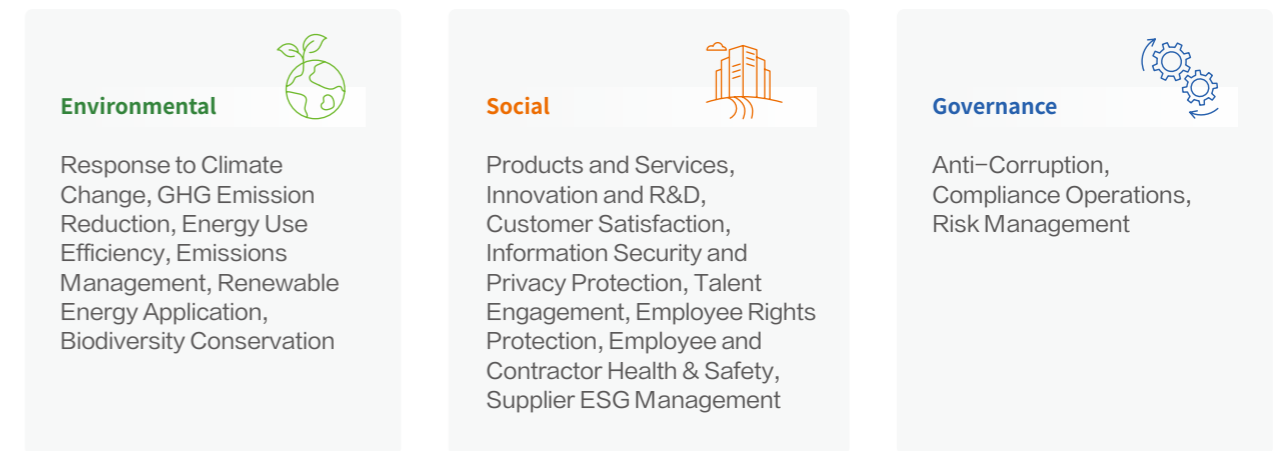 Environmental
Response to Climate
Change, GHG Emission
Reduction, Energy Use
Efficiency, Emissions
Management, Renewable
Energy Application,
Biodiversity Conservation
Social
Products and Services,
Innovation and R&D,
Customer Satisfaction,
Information Security and
Privacy Protection, Talent
Engagement, Employee Rights
Protection, Employee and
Contractor Health & Safety,
Supplier ESG Management
Governance
Anti-Corruption,
Compliance Operations,
Risk Management